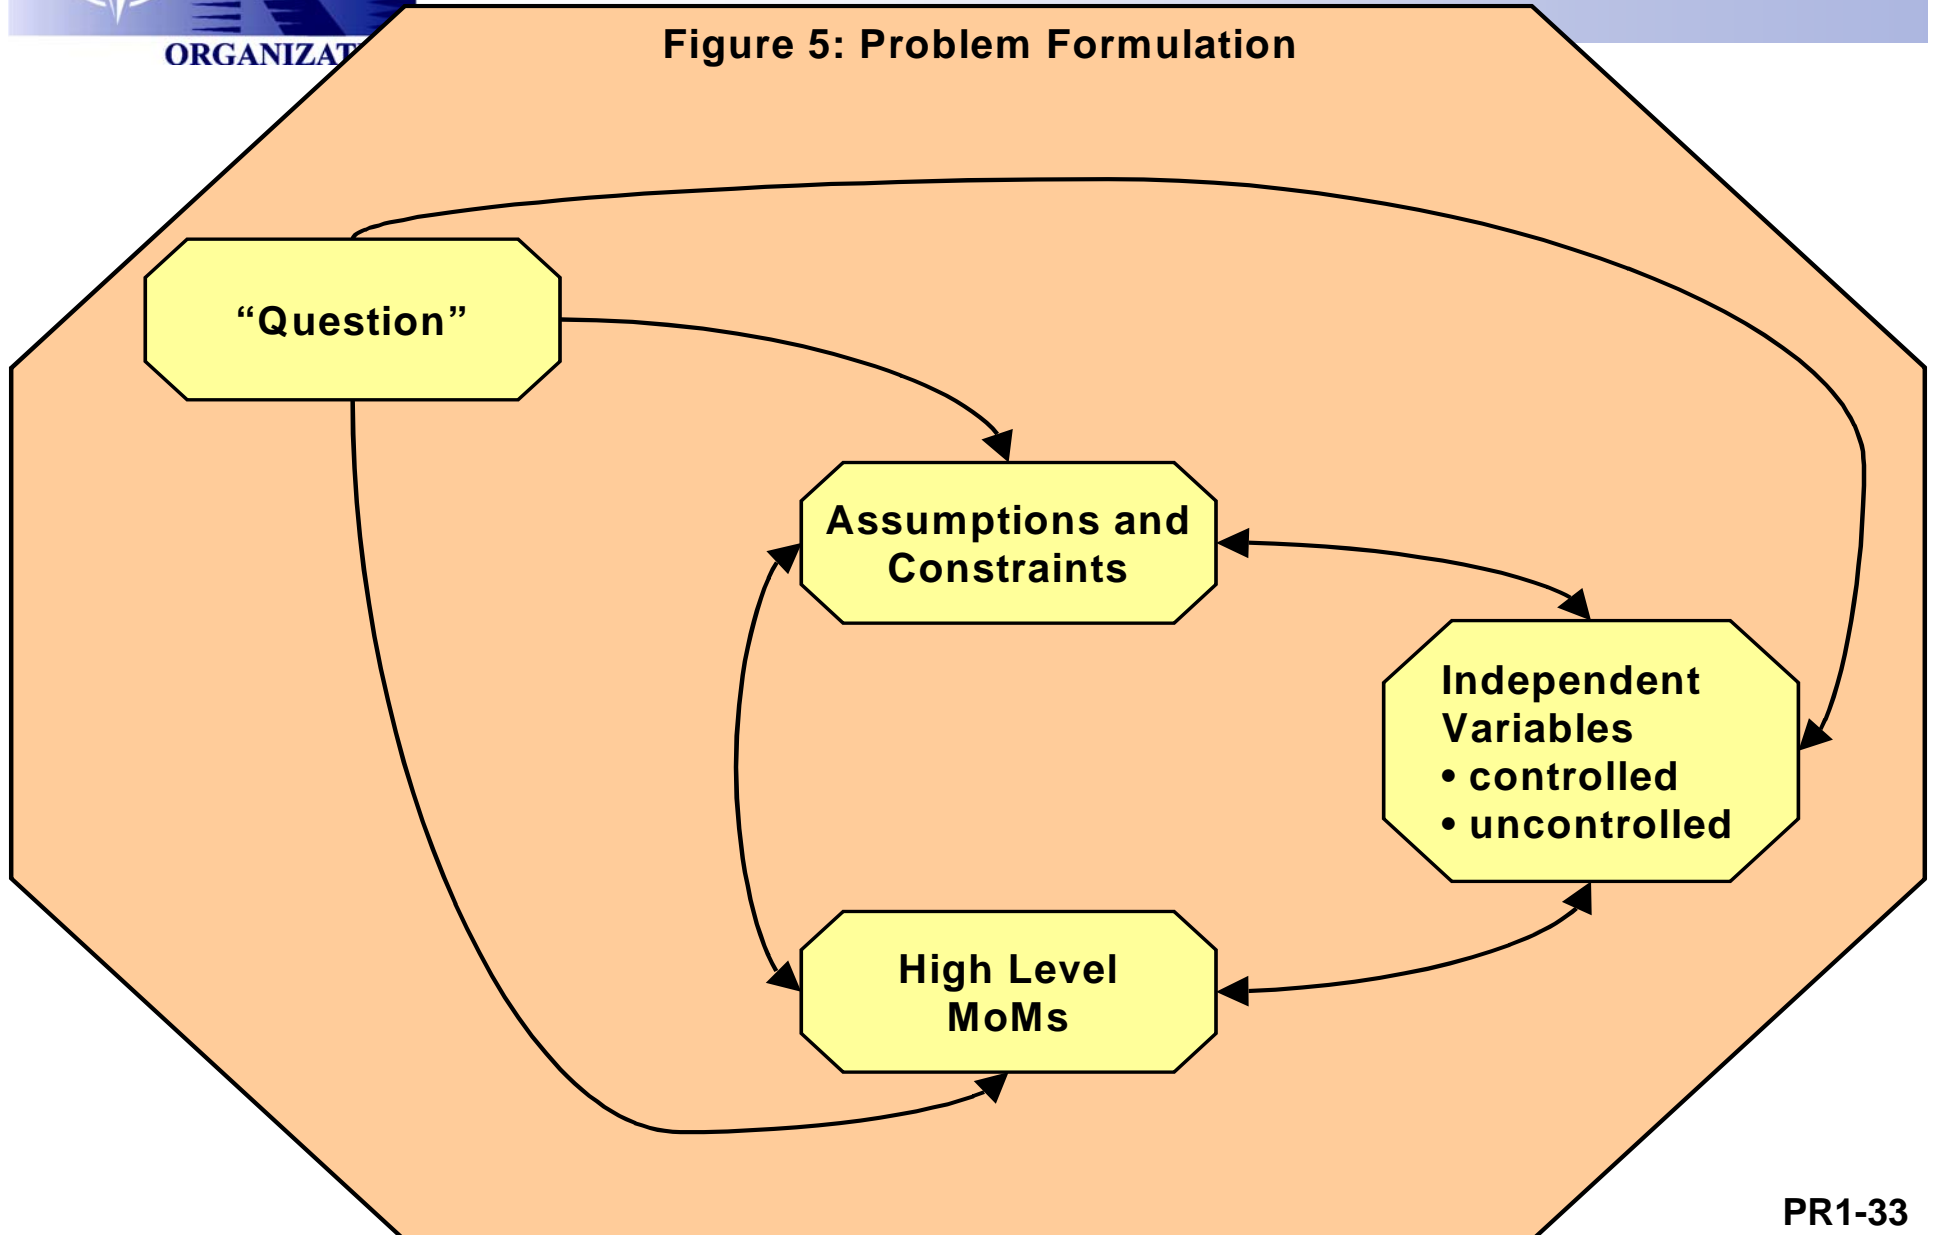 ORGANIZAT
Figure 5: Problem Formulation
“Question”
Assumptions and
Constraints
Independent
Variables
• controlled
• uncontrolled
High Level
MoMs
PR1-33